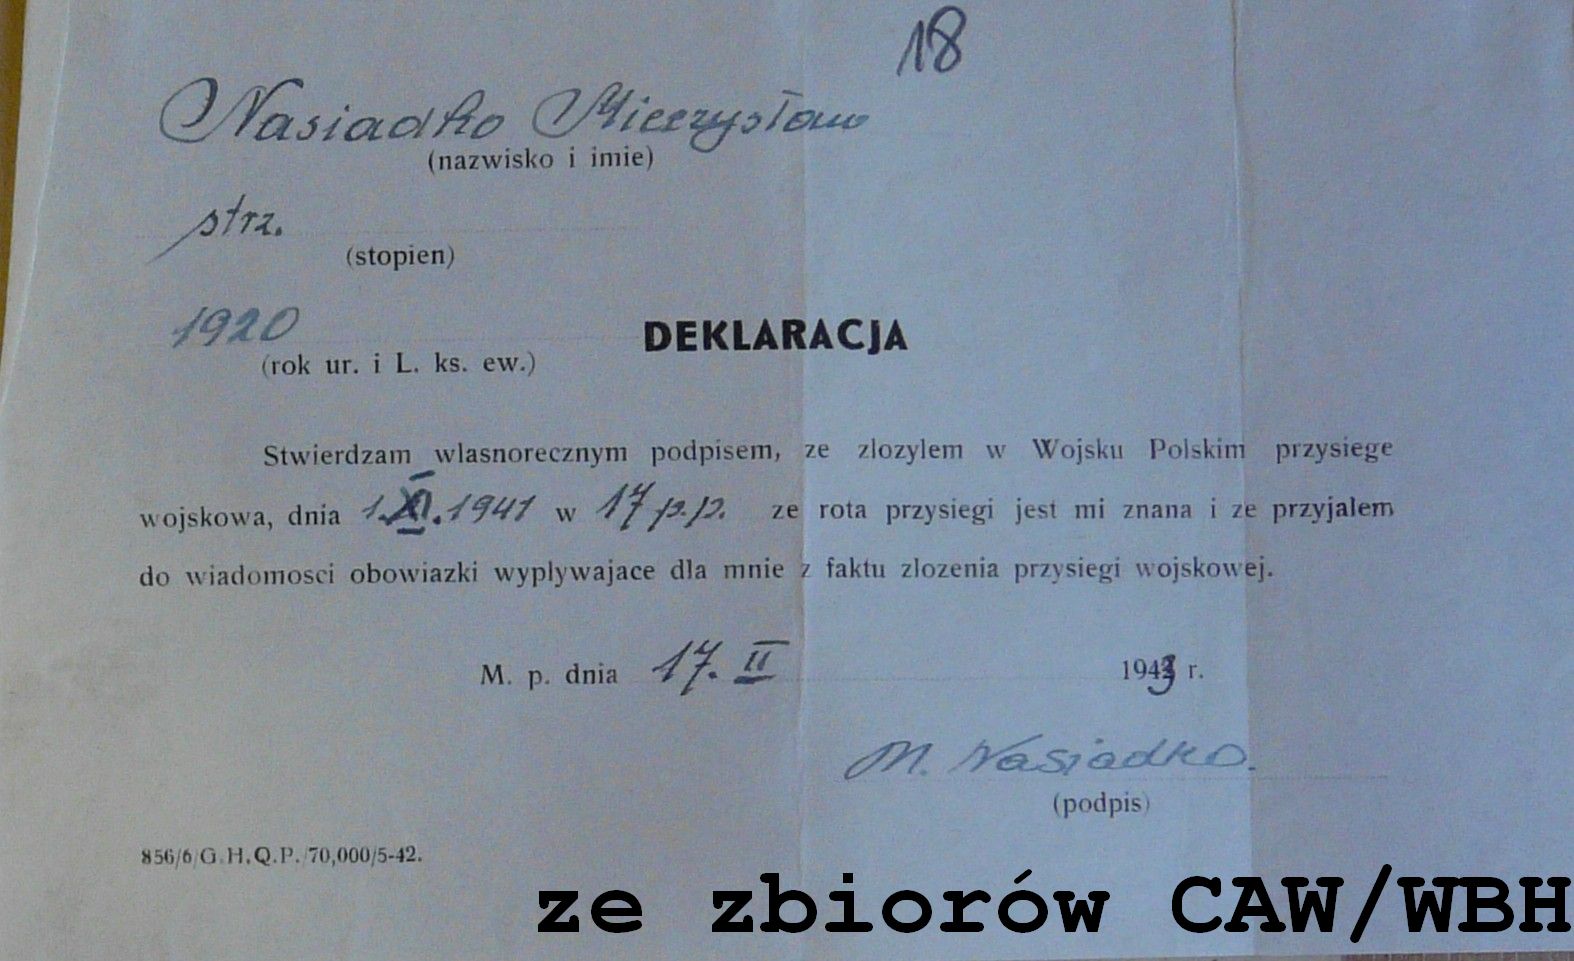 18
Nasiadko Mieczysław
(nazwisko i imie)
strz.
(stopien)
1920
(rok ur. i L. ks. ew.)
DEKLARACJA
Stwierdzam wlasnorecznym podpisem, ze zlozylem w Wojsku Polskim przysiege
wojskowa, dnia 1.XI.1941 w 17 p.p. ze rota przysiegi jest mi znana i ze przyjalem
do wiadomosci obowiazki wyplywajace dla mnie z faktu zlozenia przysiegi wojskowej.
M. p. dnia 17. II 1943 r.
M. Nasiadko.
(podpis)
856/6/G.H.Q.P./70,000/5-42.
ze zbiorów CAW/WBH